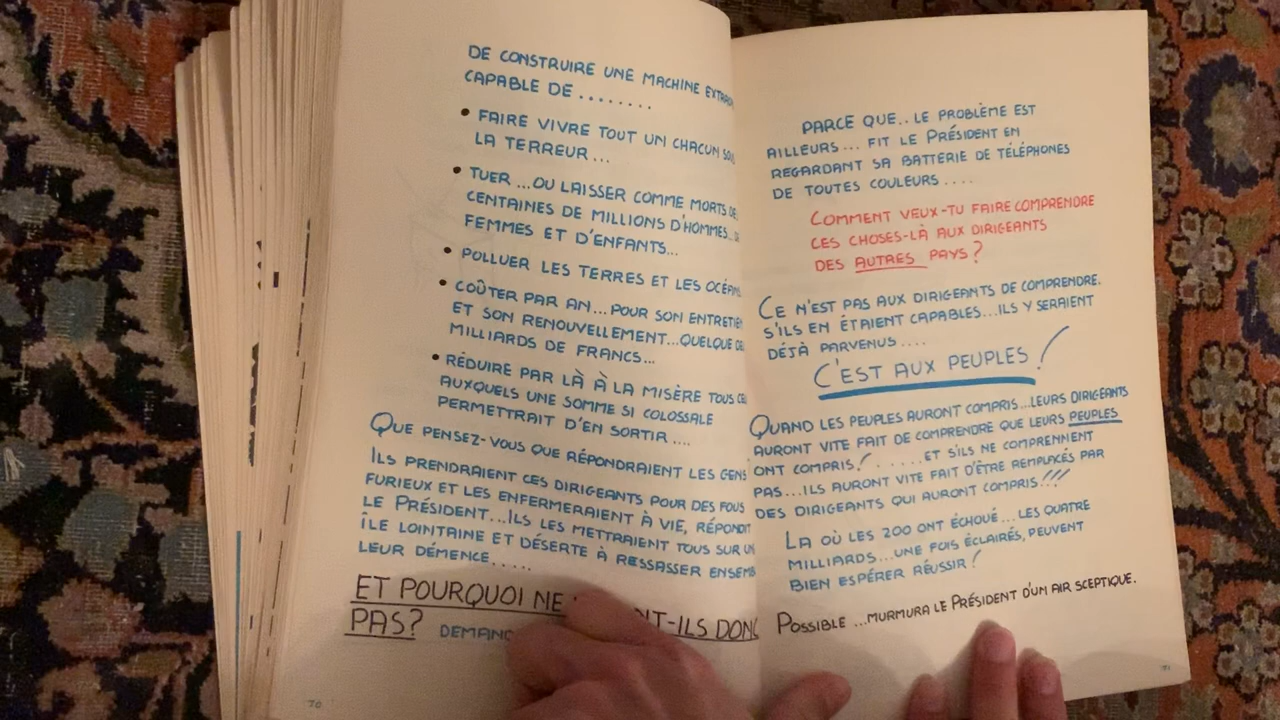 DE CONSTRUIRE UNE MACHINE
CAPABLE DE ........
• FAIRE VIVRE TOUT UN CHACUN
LA TERREUR...
• TUER ...OU LAISSER COMME MORTS
CENTAINES DE MILLIONS D'HOMMES...
FEMMES ET D'ENFANTS...
• POLLUER LES TERRES ET LES
• COÛTER PAR AN...POUR SON
ET SON RENOUVELLEMENT...QUELQUE
MILLIARDS DE FRANCS...
• RÉDUIRE PAR LÀ À LA MISÈRE TOUS
AUXQUELS UNE SOMME SI COLOSSALE
PERMETTRAIT D'EN SORTIR ....
QUE PENSEZ-VOUS QUE RÉPONDRAIENT LES GENS
ILS PRENDRAIENT CES DIRIGEANTS POUR DES FOUS
FURIEUX ET LES ENFERMERAIENT À VIE, RÉPONDIT
LE PRÉSIDENT...ILS LES METTRAIENT TOUS SUR
ÎLE LOINTAINE ET DÉSERTE À RESSASSER
LEUR DÉMENCE.....
ET POURQUOI NE
PAS?
70
PARCE QUE.. LE PROBLÈME EST
AILLEURS... FIT LE PRÉSIDENT EN
REGARDANT SA BATTERIE DE TÉLÉPHONES
DE TOUTES COULEURS ....
COMMENT VEUX-TU FAIRE COMPRENDRE
CES CHOSES-LÀ AUX DIRIGEANTS
DES AUTRES PAYS?
CE N'EST PAS AUX DIRIGEANTS DE COMPRENDRE.
S'ILS EN ÉTAIENT CAPABLES...ILS Y SERAIENT
DÉJÀ PARVENUS ....
C'EST AUX PEUPLES!
QUAND LES PEUPLES AURONT COMPRIS...LEURS DIRIGEANTS
AURONT VITE FAIT DE COMPRENDRE QUE LEURS PEUPLES
ONT COMPRIS! ......ET S'ILS NE COMPRENNENT
PAS...ILS AURONT VITE FAIT D'ÊTRE REMPLACÉS PAR
DES DIRIGEANTS QUI AURONT COMPRIS!!!
LA OÙ LES 200 ONT ÉCHOUÉ...LES QUATRE
MILLIARDS...UNE FOIS ÉCLAIRÉS, PEUVENT
BIEN ESPÉRER RÉUSSIR!
POSSIBLE ...MURMURA LE PRÉSIDENT D'UN AIR SCEPTIQUE.
71